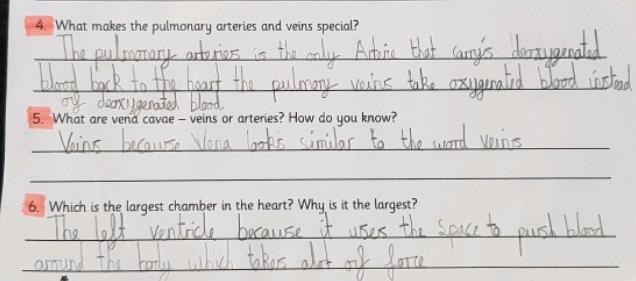 4. What makes the pulmonary arteries and veins special?
The pulmonary arteries is the only Arterie that carrys deoxygenated
blood back to the heart the pulmonary veins take oxygenated blood instead
of deoxygenated blood.
5. What are vena cavae – veins or arteries? How do you know?
Veins because Vena looks similar to the word veins
6. Which is the largest chamber in the heart? Why is it the largest?
The left ventricle because it uses the space to push blood
around the body which takes alot of force